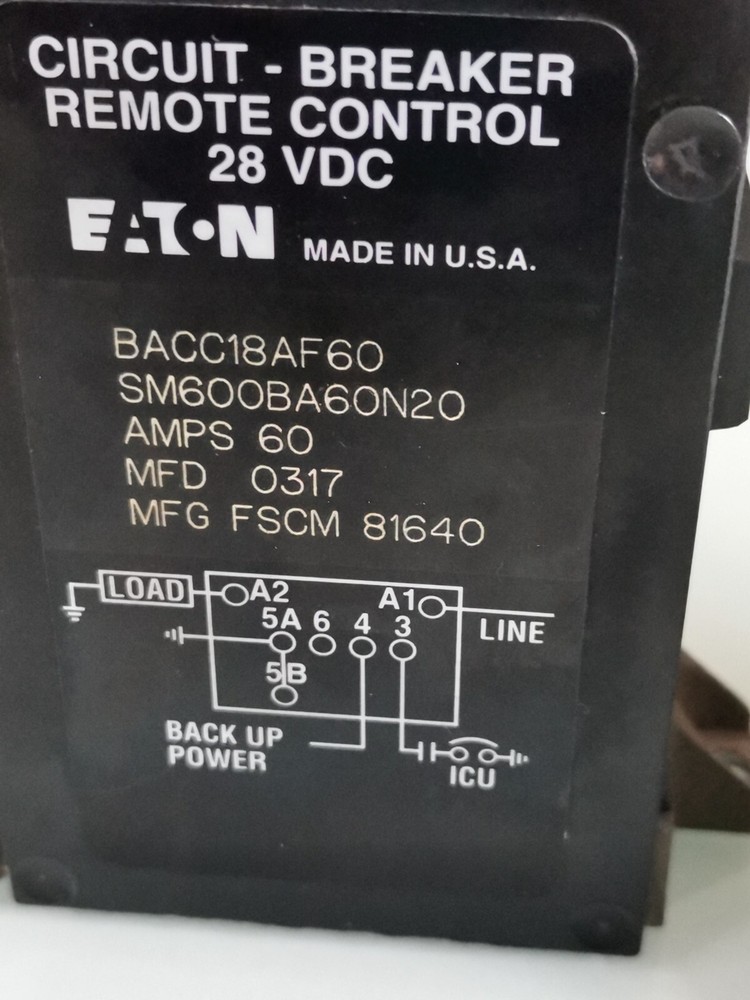 CIRCUIT - BREAKER
REMOTE CONTROL
28 VDC
EATON MADE IN U.S.A.
BACC18AF60
SM600BA60N20
AMPS 60
MFD 0317
MFG FSCM 81640
LOAD A2 A1
5A 6 4 3 LINE
5B
BACK UP
POWER
ICU